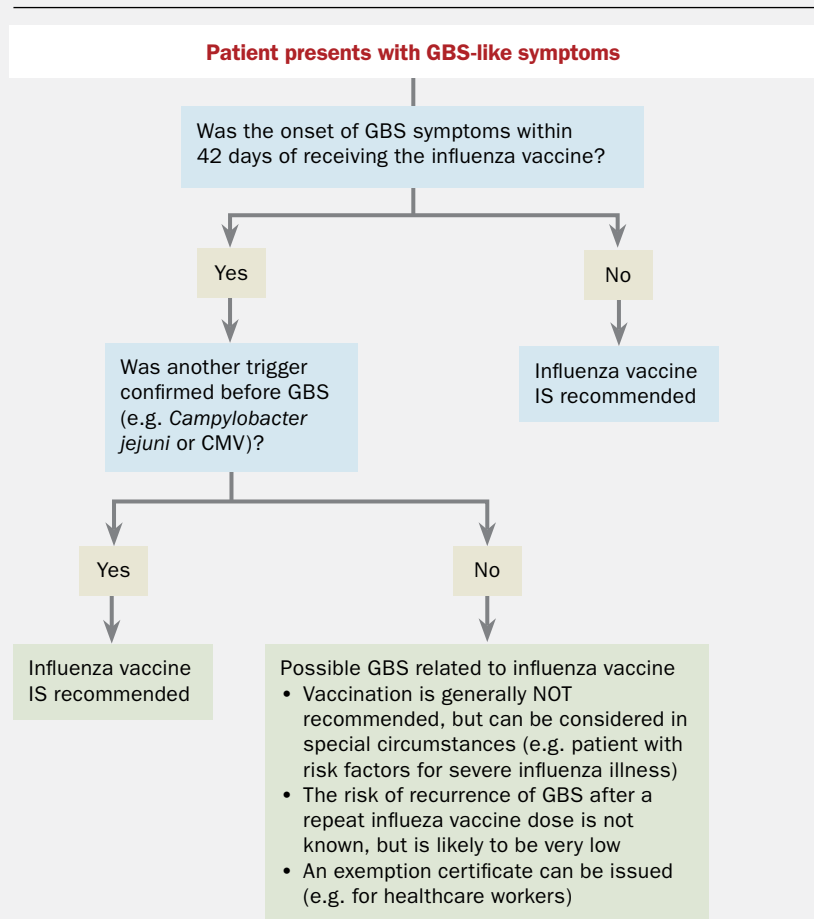 Patient presents with GBS-like symptoms
Was the onset of GBS symptoms within
42 days of receiving the influenza vaccine?
Yes
No
Was another trigger
confirmed before GBS
(e.g. Campylobacter
jejuni or CMV)?
Influenza vaccine
IS recommended
Yes
No
Influenza vaccine
IS recommended
Possible GBS related to influenza vaccine
• Vaccination is generally NOT
recommended, but can be considered in
special circumstances (e.g. patient with
risk factors for severe influenza illness)
• The risk of recurrence of GBS after a
repeat influeza vaccine dose is not
known, but is likely to be very low
• An exemption certificate can be issued
(e.g. for healthcare workers)